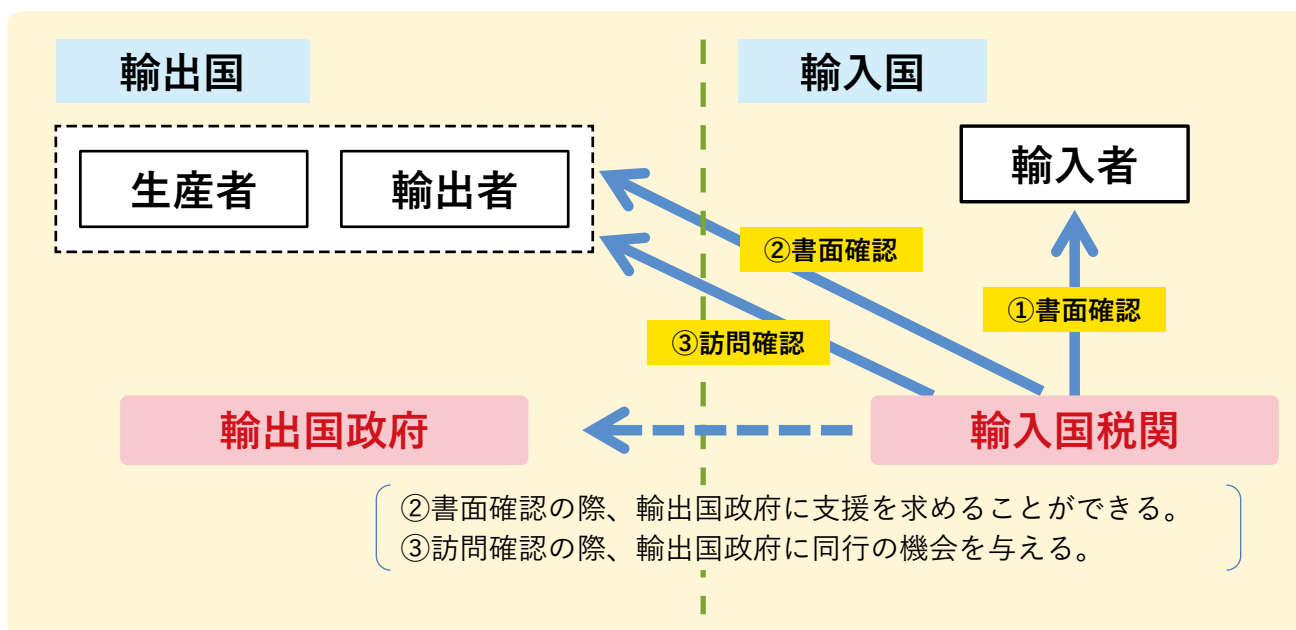 輸出国
輸入国
生産者
輸出者
輸入者
②書面確認
①書面確認
③訪問確認
輸出国政府
輸入国税関
②書面確認の際、輸出国政府に支援を求めることができる。
③訪問確認の際、輸出国政府に同行の機会を与える。